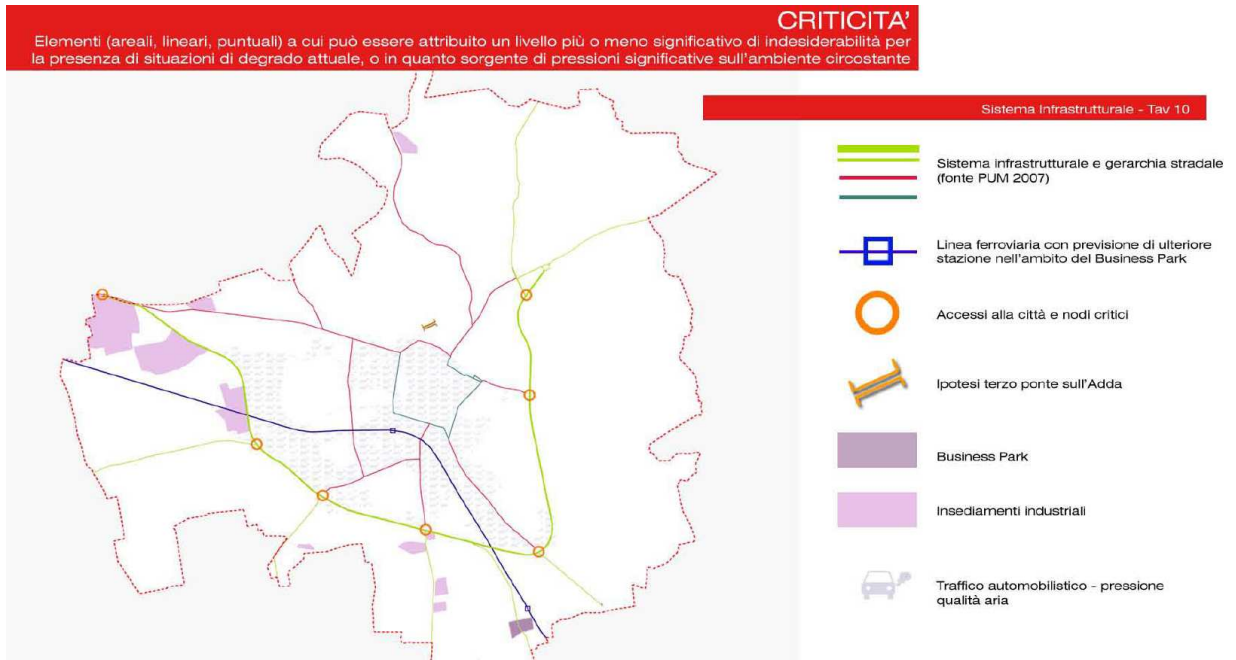 CRITICITA'
Elementi (areali, lineari, puntuali) a cui può essere attribuito un livello più o meno significativo di indesiderabilità per
la presenza di situazioni di degrado attuale, o in quanto sorgente di pressioni significative sull'ambiente circostante
Sistema Infrastrutturale - Tav 10
Sistema infrastrutturale e gerarchia stradale
(fonte PUM 2007)
Linea ferroviaria con previsione di ulteriore
stazione nell'ambito del Business Park
Accessi alla città e nodi critici
Ipotesi terzo ponte sull'Adda
Business Park
Insediamenti industriali
Traffico automobilistico - pressione
qualità aria